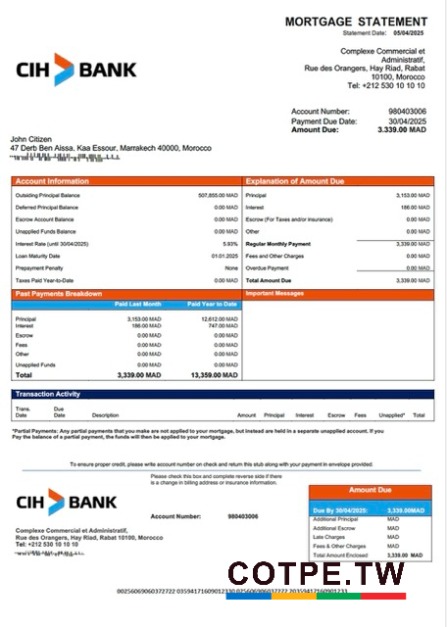 MORTGAGE STATEMENT
Statement Date: 05/04/2025
CIH BANK
Complexe Commercial et
Administratif,
Rue des Orangers, Hay Riad, Rabat
10100, Morocco
Tel: +212 530 10 10 10
Account Number: 980403006
Payment Due Date: 30/04/2025
Amount Due: 3.339.00 MAD
John Citizen
47 Derb Ben Aissa, Kaa Essour, Marrakech 40000, Morocco
Account Information
Outsiding Principal Balance 507,855.00 MAD
Deferred Principal Balance 0.00 MAD
Escrow Account Balance 0.00 MAD
Unapplied Funds Balance 0.00 MAD
Interest Rate (until 30/04/2025) 5.93%
Loan Maturity Date 01.01.2025
Prepayment Penalty None
Taxes Paid Year-to-Date 0.00 MAD
Explanation of Amount Due
Principal 3,153.00 MAD
Interest 186.00 MAD
Escrow (For Taxes and/or insurance) 0.00 MAD
Other 0.00 MAD
Regular Monthly Payment 3,339.00 MAD
Fees and Other Charges 0.00 MAD
Overdue Payment 0.00 MAD
Total Amount Due 3,339.00 MAD
Past Payments Breakdown
Paid Last Month Paid Year to Date
Principal 3,153.00 MAD 12,612.00 MAD
Interest 186.00 MAD 747.00 MAD
Escrow 0.00 MAD 0.00 MAD
Fees 0.00 MAD 0.00 MAD
Other 0.00 MAD 0.00 MAD
Unapplied Funds 0.00 MAD 0.00 MAD
Total 3,339.00 MAD 13,359.00 MAD
Important Messages
Transaction Activity
Trans. Date Due Date Description Amount Principal Interest Escrow Fees Unapplied* Total
*Partial Payments: Any partial payments that you make are not applied to your mortgage, but instead are held in a separate unapplied account. If you
Pay the balance of a partial payment, the funds will then be applied to your mortgage.
To ensure proper credit, please write account number on check and return this stub along with payment in envelope provided.
Please check this box and complete reverse side if there
is a change in billing address or insurance information.
CIH BANK
Account Number: 980403006
Complexe Commercial et Administratif,
Rue des Orangers, Hay Riad, Rabat 10100, Morocco
Tel: +212 530 10 10 10
Amount Due
Due By 30/04/2025: 3,339.00MAD
Additional Principal MAD
Additional Escrow MAD
Late Charges MAD
Fees & Other Charges MAD
Total Amount Enclosed 3,339.00 MAD
COTPE.TW